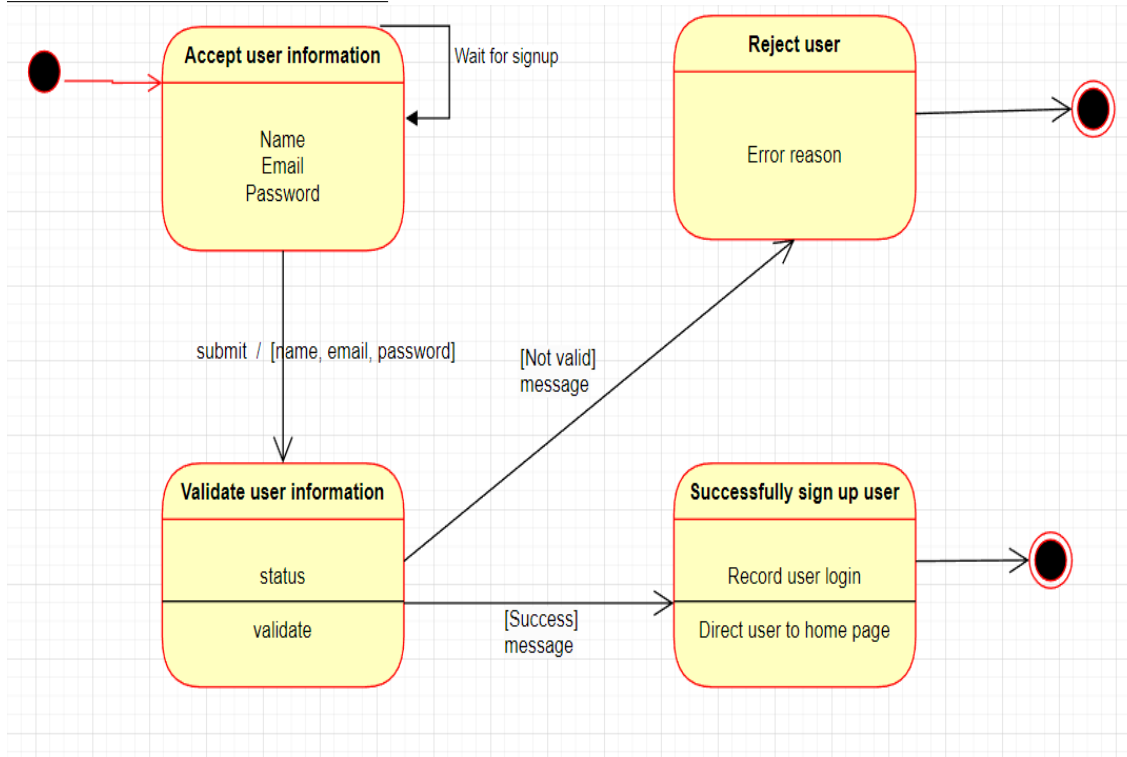 Accept user information
Wait for signup
Name
Email
Password
Reject user
Error reason
submit / [name, email, password]
[Not valid]
message
Validate user information
status
validate
[Success]
message
Successfully sign up user
Record user login
Direct user to home page